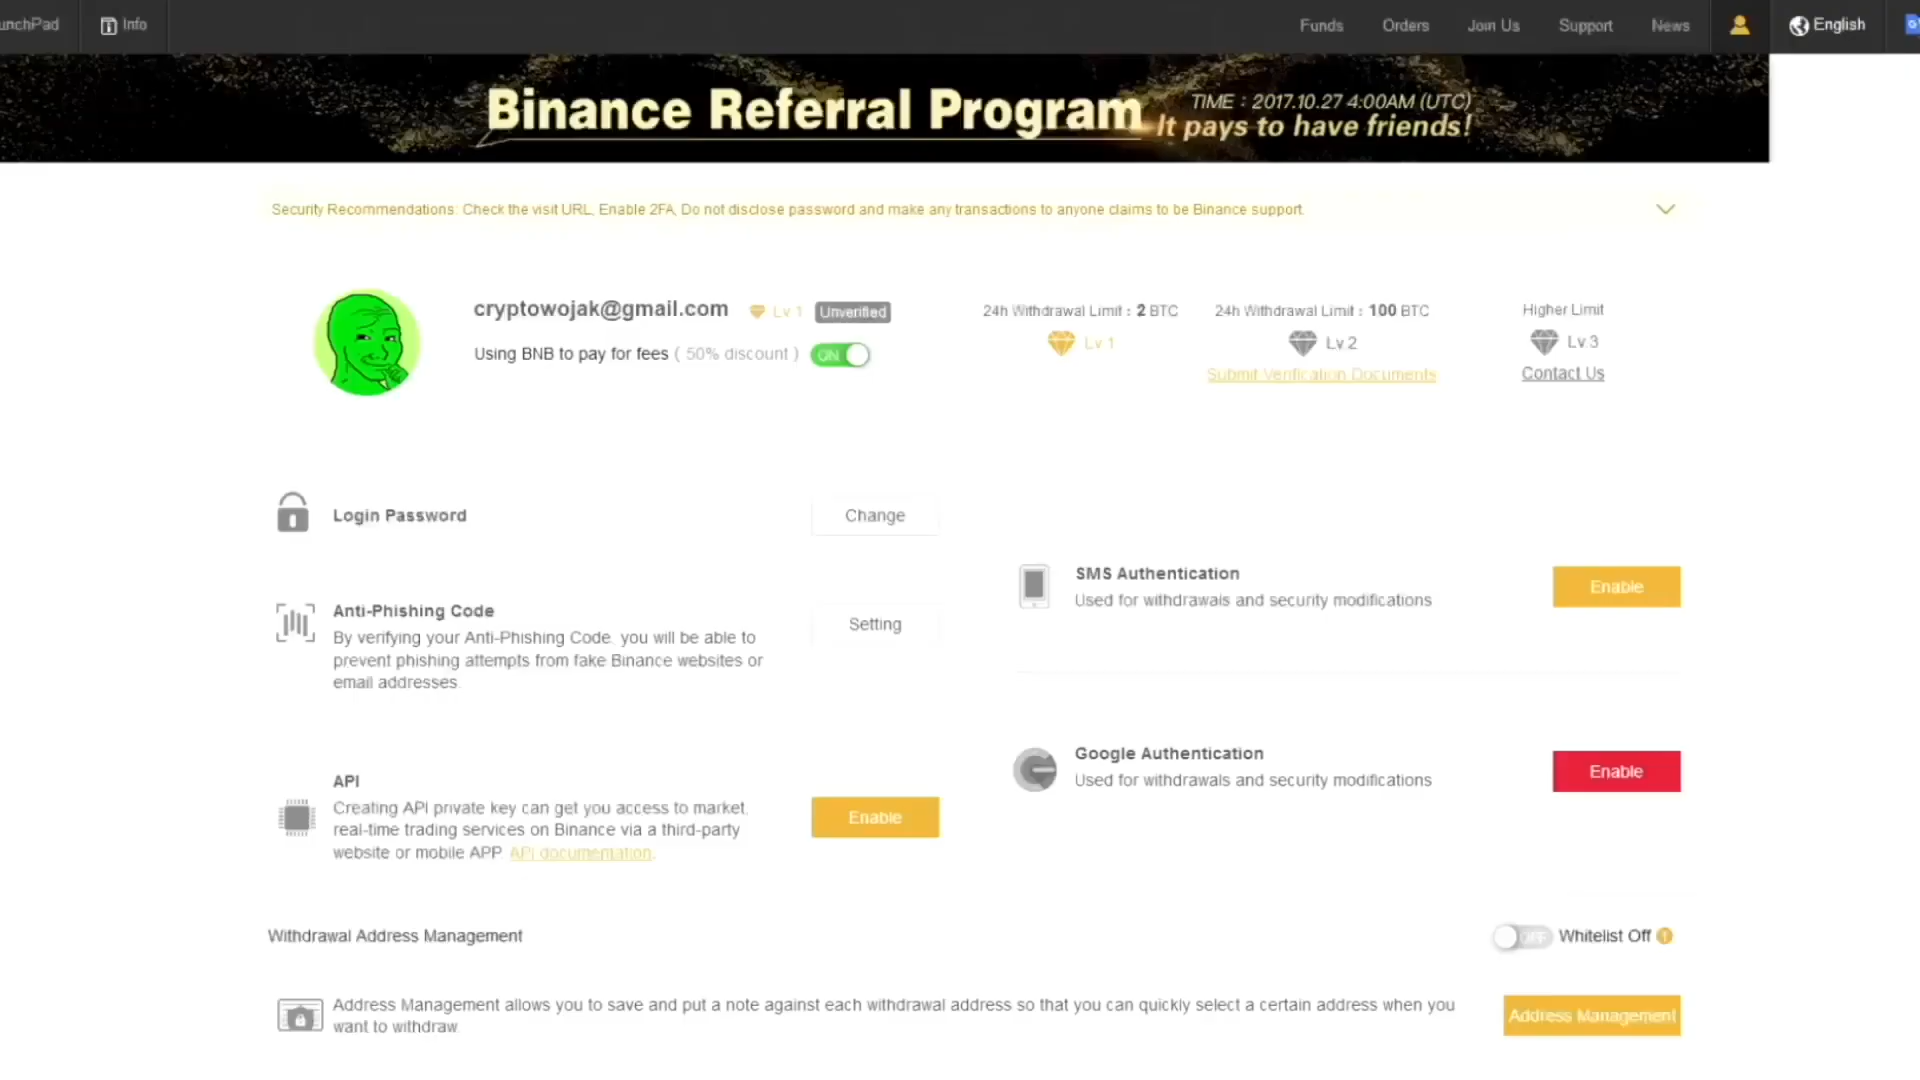 Info
Funds
Orders
Join Us
Support
News
English
Binance Referral Program
TIME : 2017.10.27 4:00AM (UTC)
It pays to have friends!
Security Recommendations: Check the visit URL, Enable 2FA, Do not disclose password and make any transactions to anyone claims to be Binance support.
cryptowojak@gmail.com
Lv 1
Unverified
Using BNB to pay for fees ( 50% discount )
ON
24h Withdrawal Limit : 2 BTC
Lv 1
24h Withdrawal Limit : 100 BTC
Lv 2
Submit Verification Documents
Higher Limit
Lv 3
Contact Us
Login Password
Change
Anti-Phishing Code
By verifying your Anti-Phishing Code, you will be able to
prevent phishing attempts from fake Binance websites or
email addresses.
Setting
API
Creating API private key can get you access to market,
real-time trading services on Binance via a third-party
website or mobile APP. API documentation.
Enable
SMS Authentication
Used for withdrawals and security modifications
Enable
Google Authentication
Used for withdrawals and security modifications
Enable
Withdrawal Address Management
OFF
Whitelist Off
Address Management allows you to save and put a note against each withdrawal address so that you can quickly select a certain address when you
want to withdraw.
Address Management